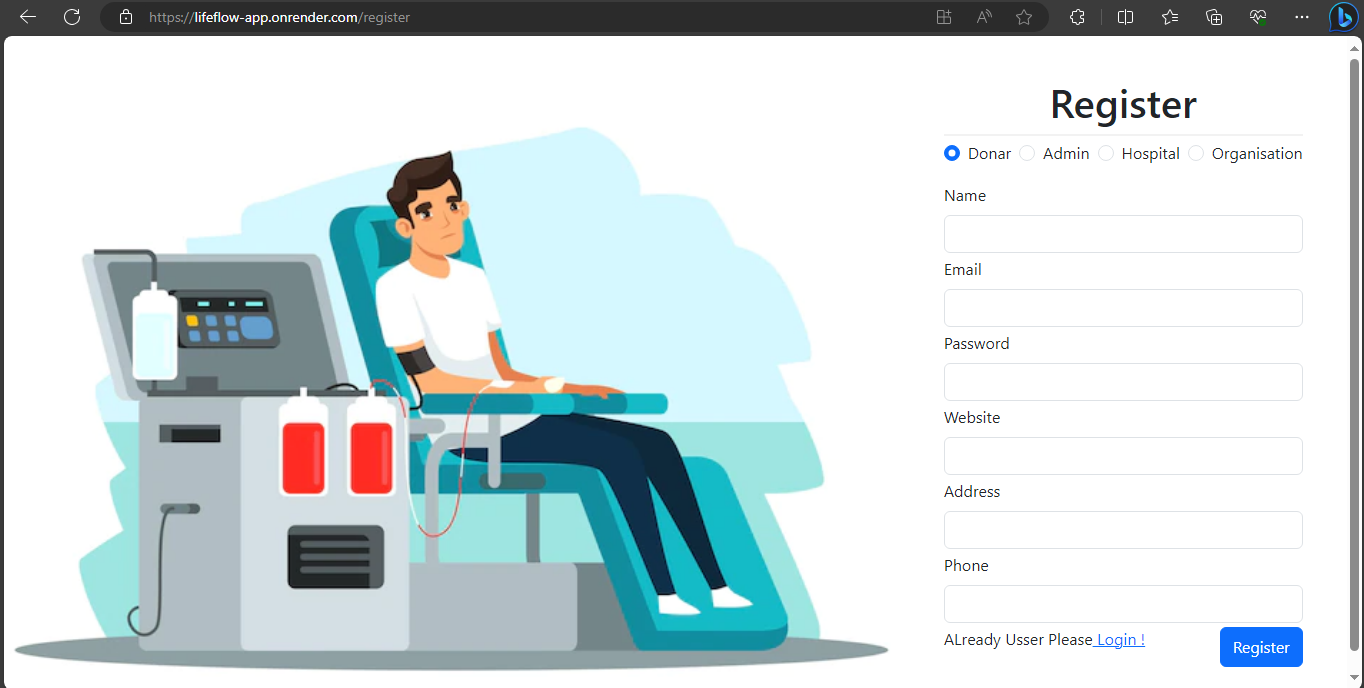 https://lifeflow-app.onrender.com/register
Register
Donar Admin Hospital Organisation
Name
Email
Password
Website
Address
Phone
ALready Usser Please Login !
Register